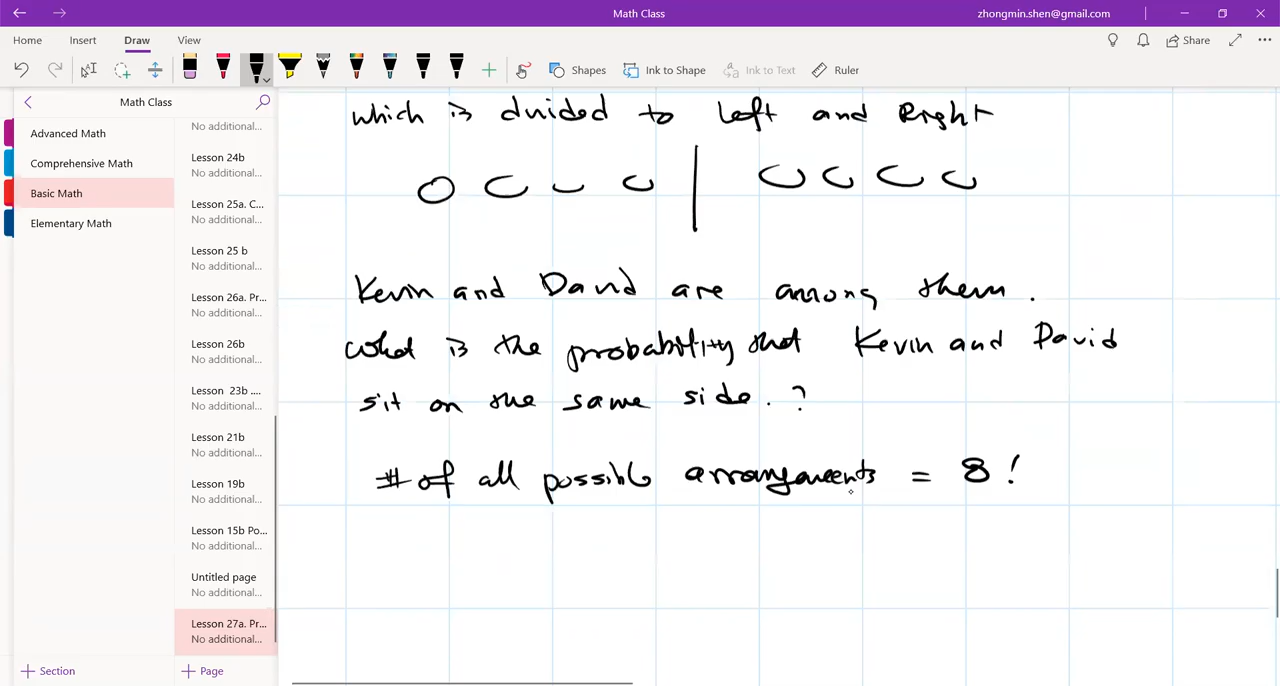 Math Class
zhongmin.shen@gmail.com
Home Insert Draw View
Share
Shapes Ink to Shape Ink to Text Ruler
Math Class
Advanced Math
Comprehensive Math
Basic Math
Elementary Math
No additional...
Lesson 24b
No additional...
Lesson 25a. C...
No additional...
Lesson 25 b
No additional...
Lesson 26a. Pr...
No additional...
Lesson 26b
No additional...
Lesson 23b ....
No additional...
Lesson 21b
No additional...
Lesson 19b
No additional...
Lesson 15b Po...
No additional...
Untitled page
No additional...
Lesson 27a. Pr...
No additional...
Section
Page
which is divided to left and Right
Kevin and David are among them.
what is the probability that Kevin and David
sit on the same side. ?
# of all possible arrangements = 8!